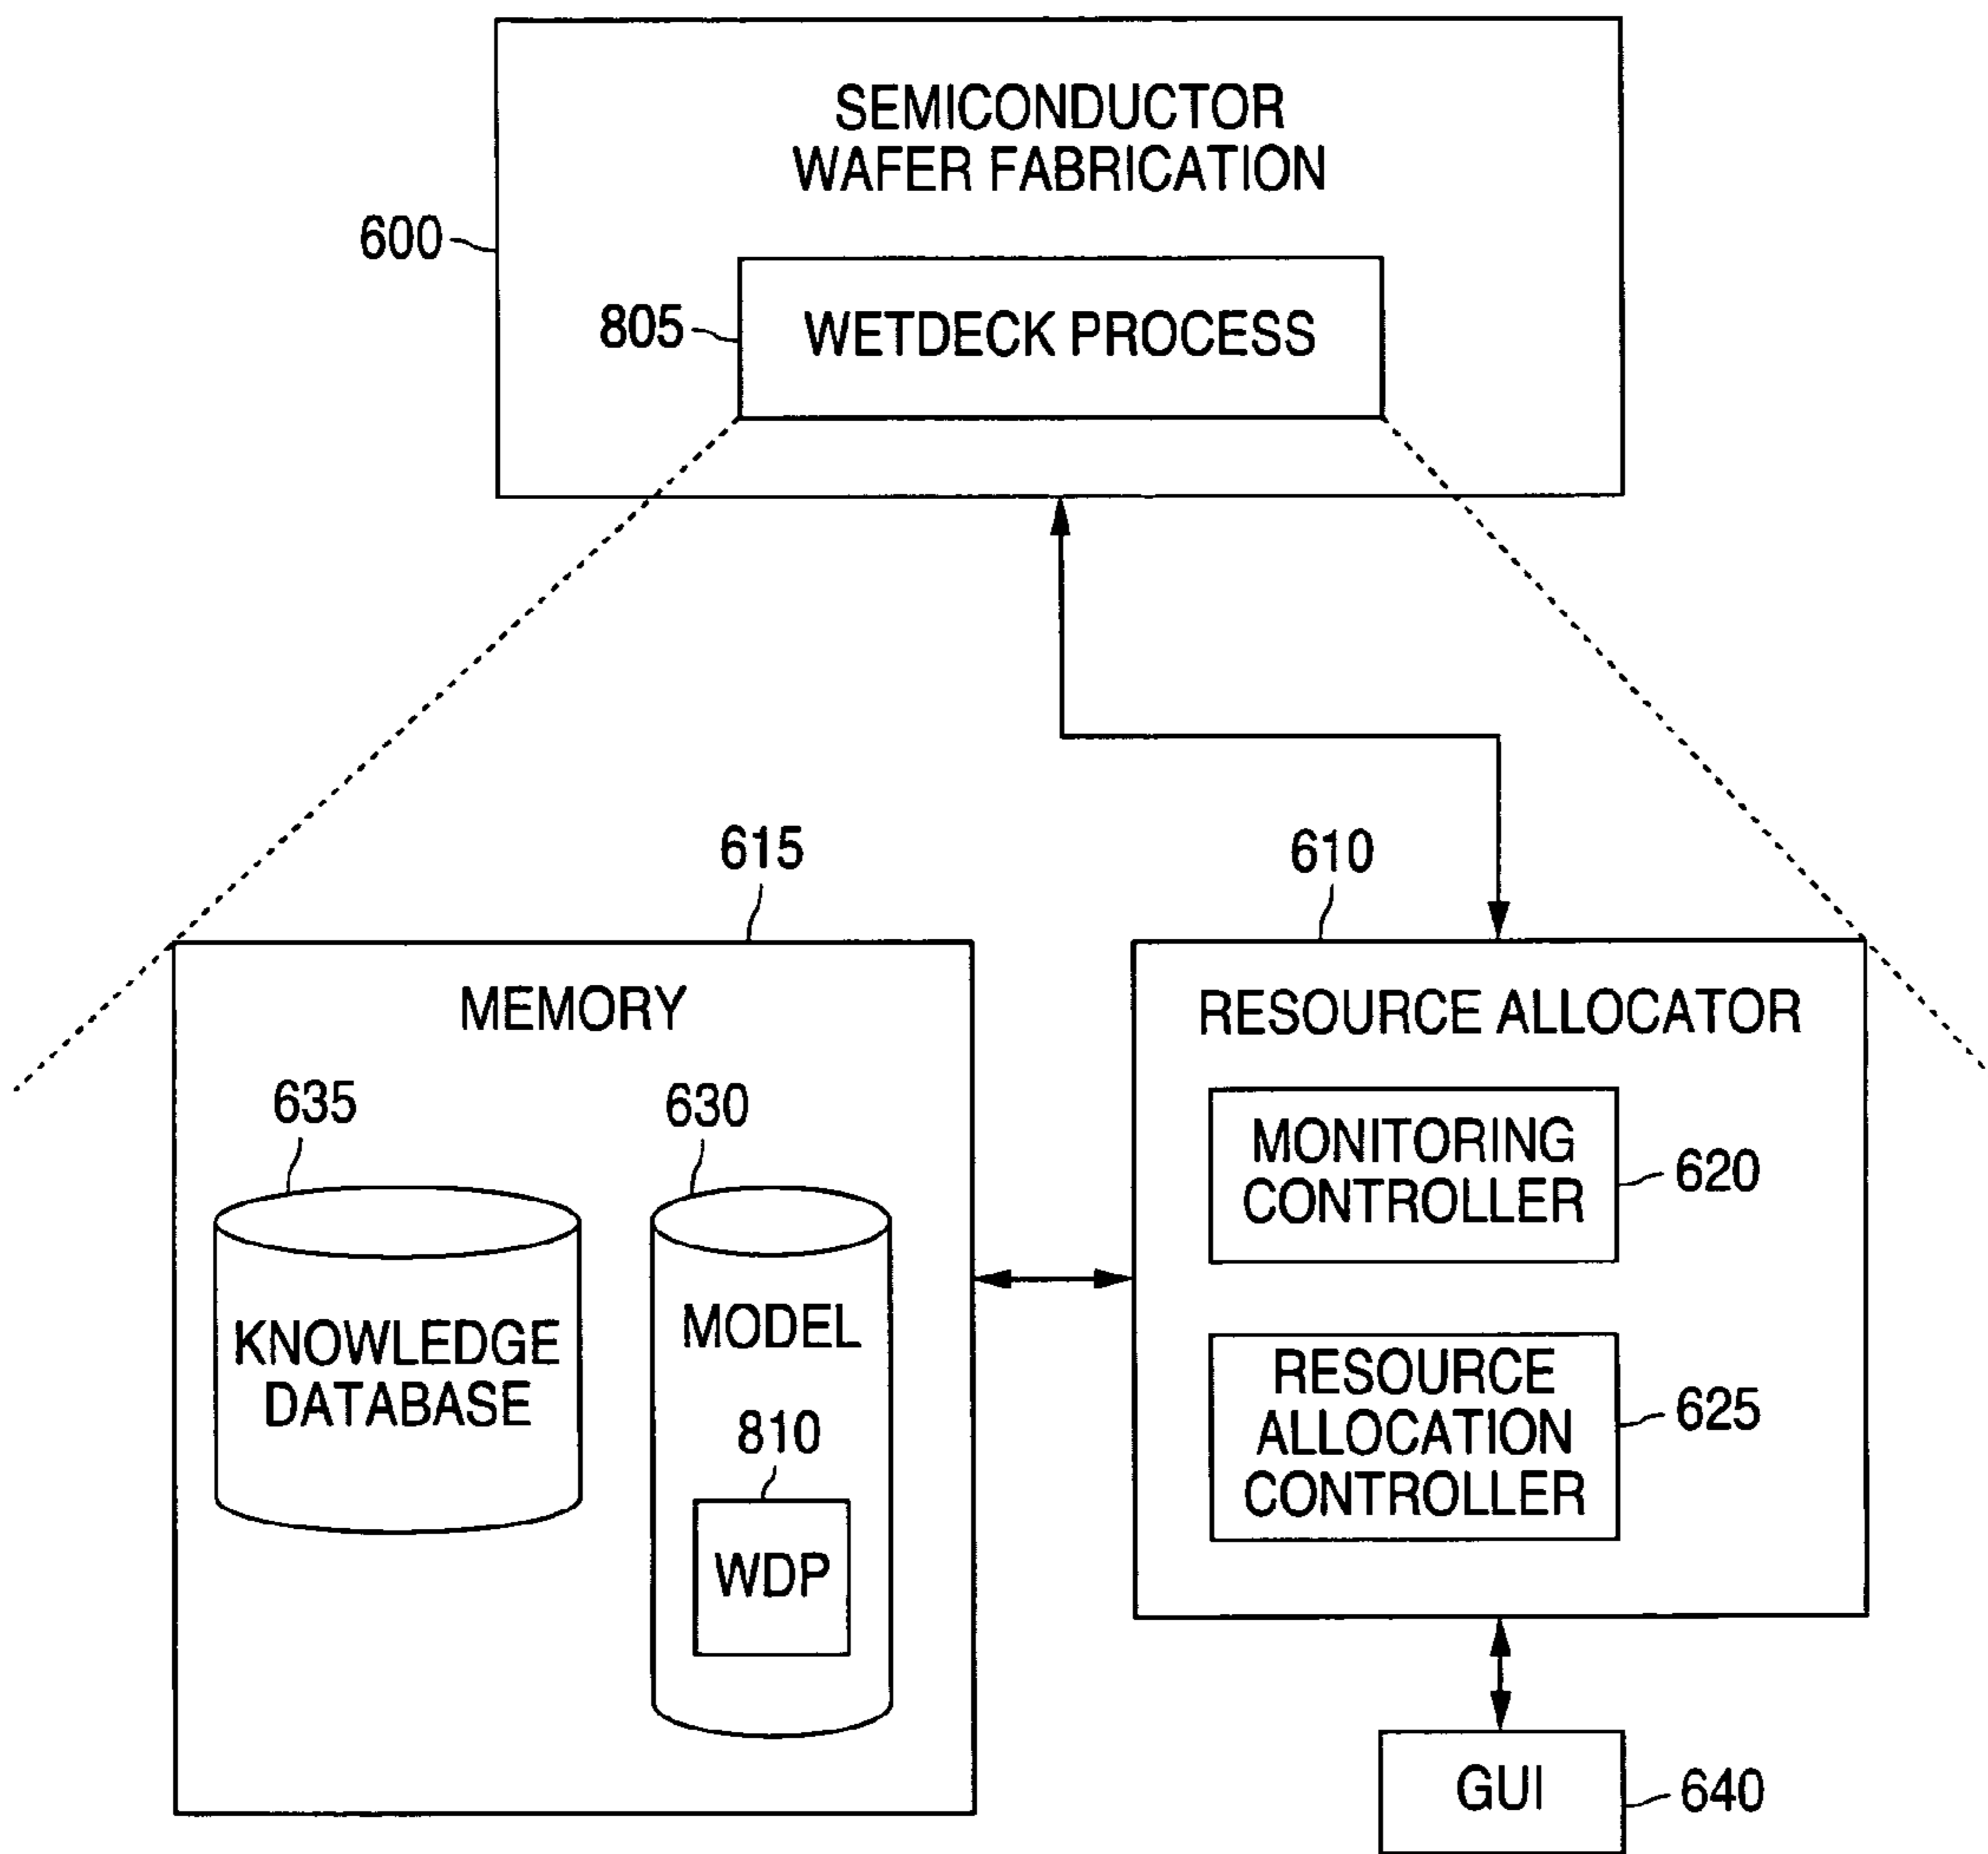 SEMICONDUCTOR
WAFER FABRICATION
600
805
WETDECK PROCESS
615
610
MEMORY
RESOURCE ALLOCATOR
635
630
MONITORING
CONTROLLER
620
KNOWLEDGE
DATABASE
MODEL
810
WDP
RESOURCE
ALLOCATION
CONTROLLER
625
GUI
640